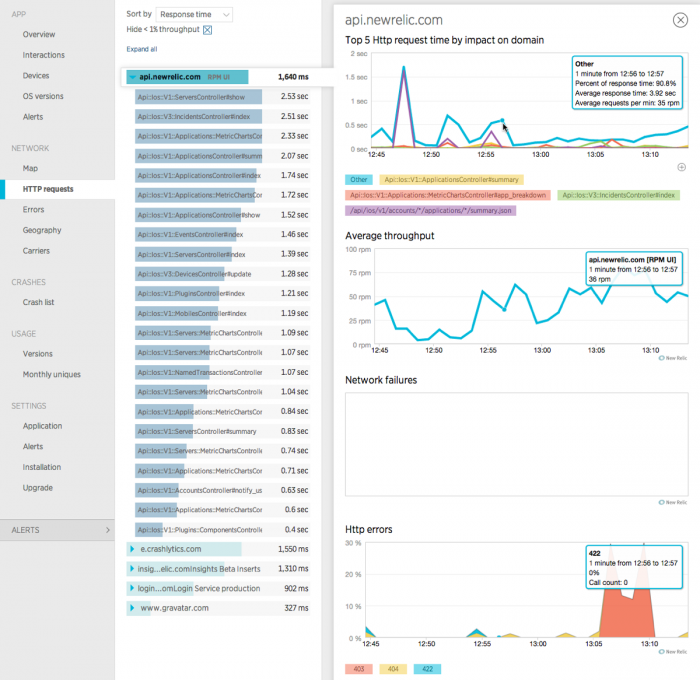 APP
Overview
Interactions
Devices
OS versions
Alerts
NETWORK
Map
HTTP requests
Errors
Geography
Carriers
CRASHES
Crash list
USAGE
Versions
Monthly uniques
SETTINGS
Application
Alerts
Installation
Upgrade
ALERTS
Sort by Response time
Hide < 1% throughput
Expand all
api.newrelic.com RPM UI 1,640 ms
Api::Ios::V1::ServersController#show 2.53 sec
Api::Ios::V3::IncidentsController#index 2.51 sec
Api::Ios::V1::Applications::MetricChartsCor 2.33 sec
Api::Ios::V1::ApplicationsController#summ 2.07 sec
Api::Ios::V1::ApplicationsController#index 1.74 sec
Api::Ios::V1::Applications::MetricChartsCor 1.72 sec
Api::Ios::V1::ApplicationsController#show 1.52 sec
Api::Ios::V1::EventsController#index 1.46 sec
Api::Ios::V1::ServersController#index 1.39 sec
Api::Ios::V3::DevicesController#update 1.28 sec
Api::Ios::V1::PluginsController#index 1.21 sec
Api::Ios::V1::MobilesController#index 1.19 sec
Api::Ios::V1::Servers::MetricChartsControlle 1.09 sec
Api::Ios::V1::Applications::MetricChartsCor 1.07 sec
Api::Ios::V1::NamedTransactionsController 1.07 sec
Api::Ios::V1::Servers::MetricChartsControlle 1.04 sec
Api::Ios::V1::Applications::MetricChartsCor 0.84 sec
Api::Ios::V1::ServersController#summary 0.83 sec
Api::Ios::V1::Servers::MetricChartsControlle 0.74 sec
Api::Ios::V1::Applications::MetricChartsCor 0.71 sec
Api::Ios::V1::AccountsController#notify_us 0.63 sec
Api::Ios::V1::Applications::MetricChartsCor 0.6 sec
Api::Ios::V1::Plugins::ComponentsControlle 0.4 sec
e.crashlytics.com 1,550 ms
insig...elic.comInsights Beta Inserts 1,310 ms
login...omLogin Service production 902 ms
www.gravatar.com 327 ms
api.newrelic.com
Top 5 Http request time by impact on domain
2 sec
1.5 sec
1 sec
0.5 sec
0 sec
Other
1 minute from 12:56 to 12:57
Percent of response time: 90.8%
Average response time: 3.92 sec
Average requests per min: 35 rpm
12:45 12:50 12:55 13:00 13:05 13:10
Other Api::Ios::V1::ApplicationsController#summary
Api::Ios::V1::Applications::MetricChartsController#app_breakdown Api::Ios::V3::IncidentsController#index
/api/ios/v1/accounts/*/applications/*/summary.json
Average throughput
100 rpm
75 rpm
50 rpm
25 rpm
0 rpm
api.newrelic.com [RPM UI]
1 minute from 12:56 to 12:57
36 rpm
12:45 12:50 12:55 13:00 13:05 13:10
New Relic
Network failures
New Relic
Http errors
30 %
20 %
10 %
0 %
422
1 minute from 12:56 to 12:57
0%
Call count: 0
12:45 12:50 12:55 13:00 13:05 13:10
New Relic
403 404 422